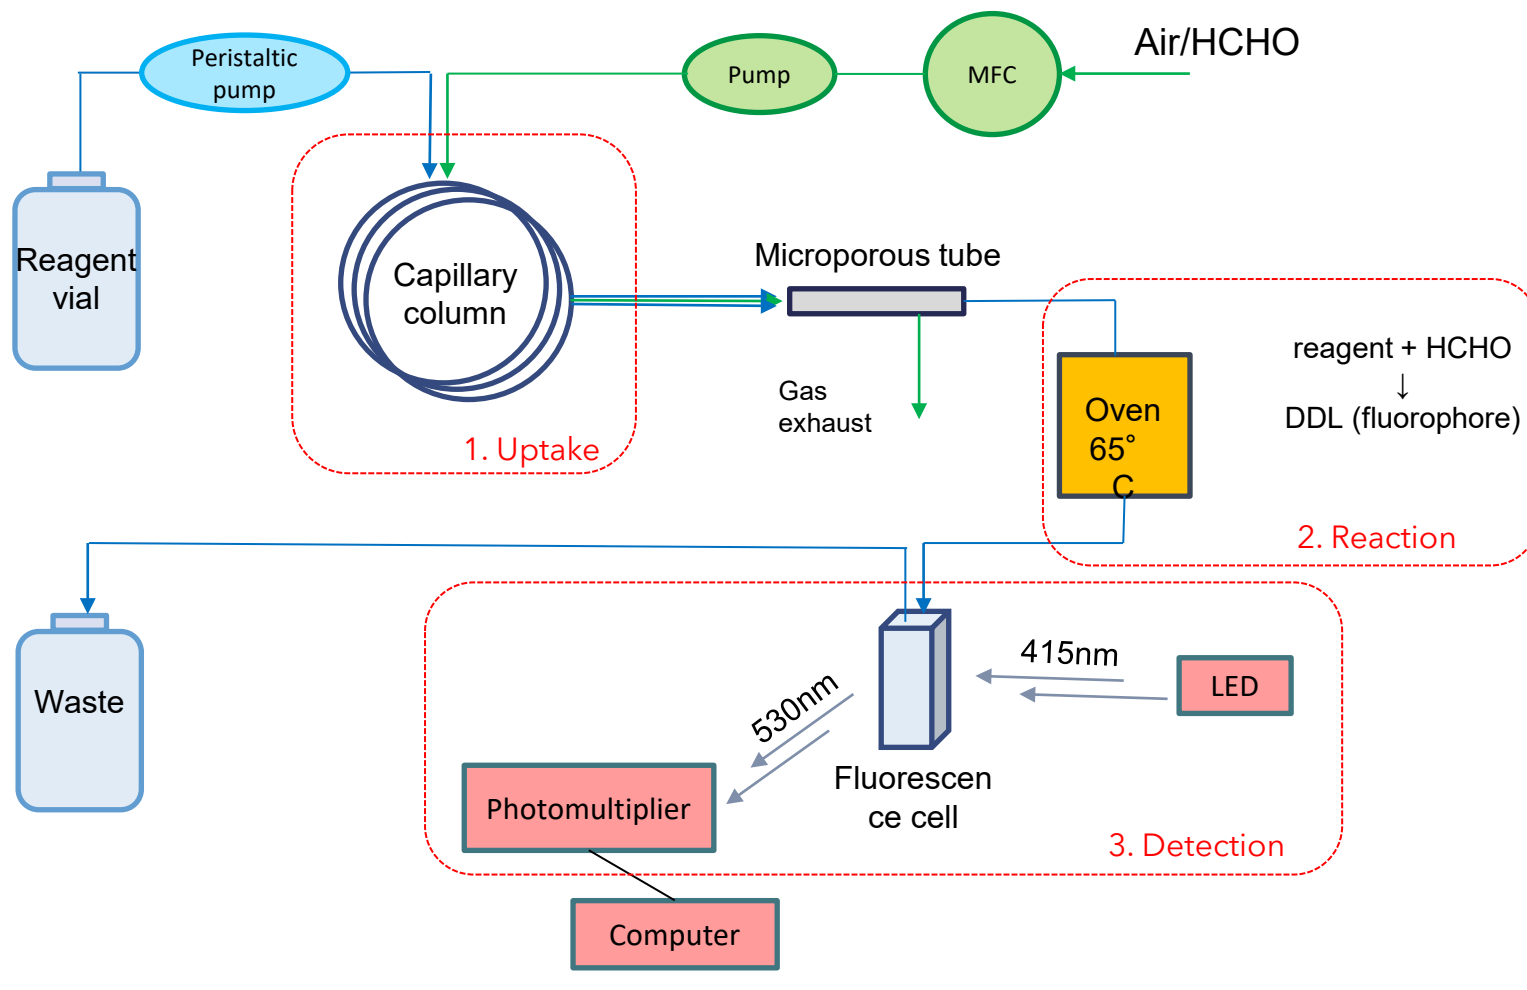 Peristaltic
pump
Pump
MFC
Air/HCHO
Reagent
vial
Capillary
column
1. Uptake
Microporous tube
Gas
exhaust
Oven
65°
C
reagent + HCHO
↓
DDL (fluorophore)
2. Reaction
Waste
415nm
LED
530nm
Fluorescen
ce cell
Photomultiplier
3. Detection
Computer